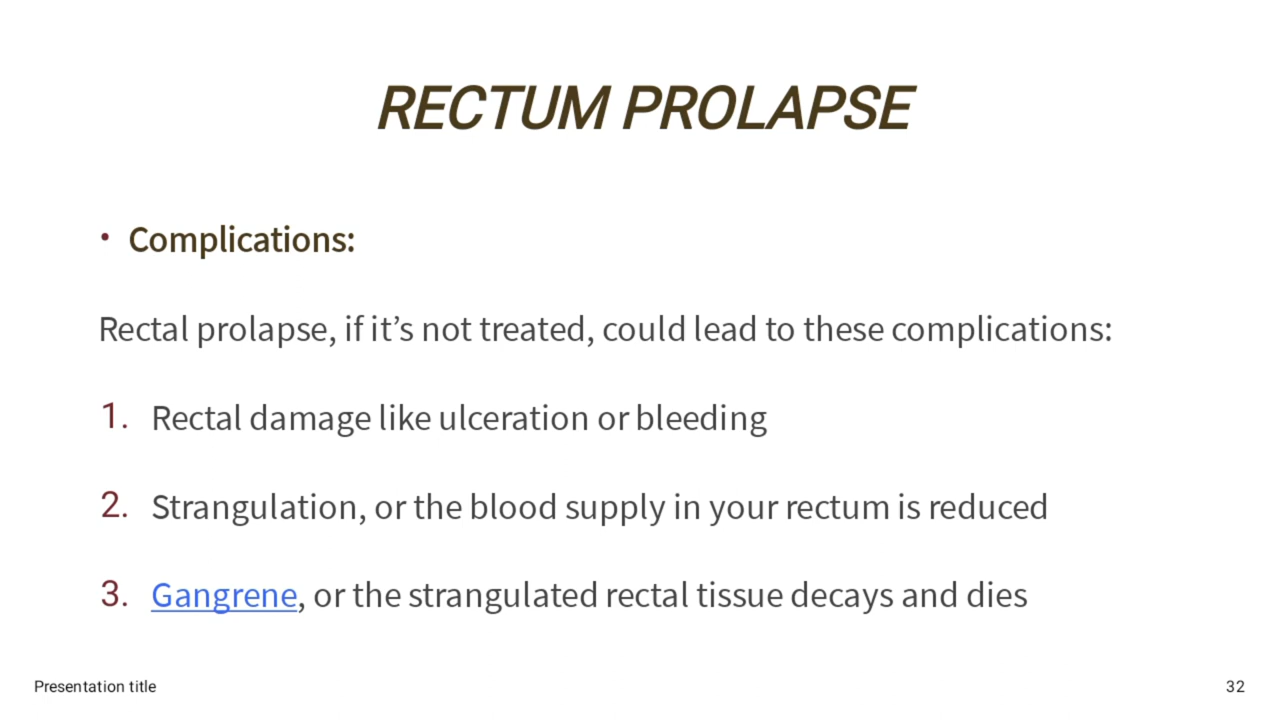 RECTUM PROLAPSE
• Complications:
Rectal prolapse, if it’s not treated, could lead to these complications:
1. Rectal damage like ulceration or bleeding
2. Strangulation, or the blood supply in your rectum is reduced
3. Gangrene, or the strangulated rectal tissue decays and dies
Presentation title
32